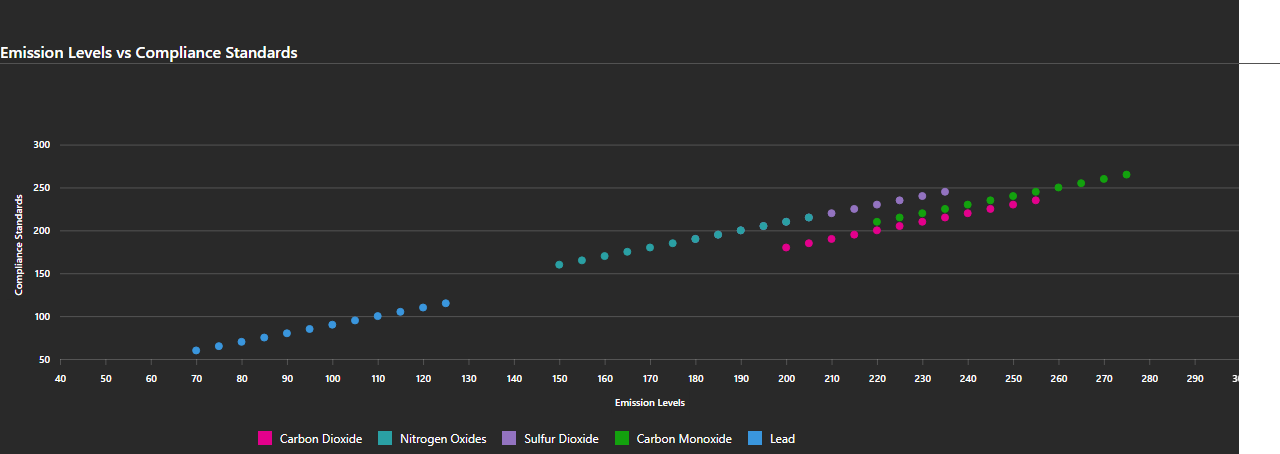 Emission Levels vs Compliance Standards
300
250
200
150
100
50
Compliance Standards
40 50 60 70 80 90 100 110 120 130 140 150 160 170 180 190 200 210 220 230 240 250 260 270 280 290
Emission Levels
Carbon Dioxide Nitrogen Oxides Sulfur Dioxide Carbon Monoxide Lead